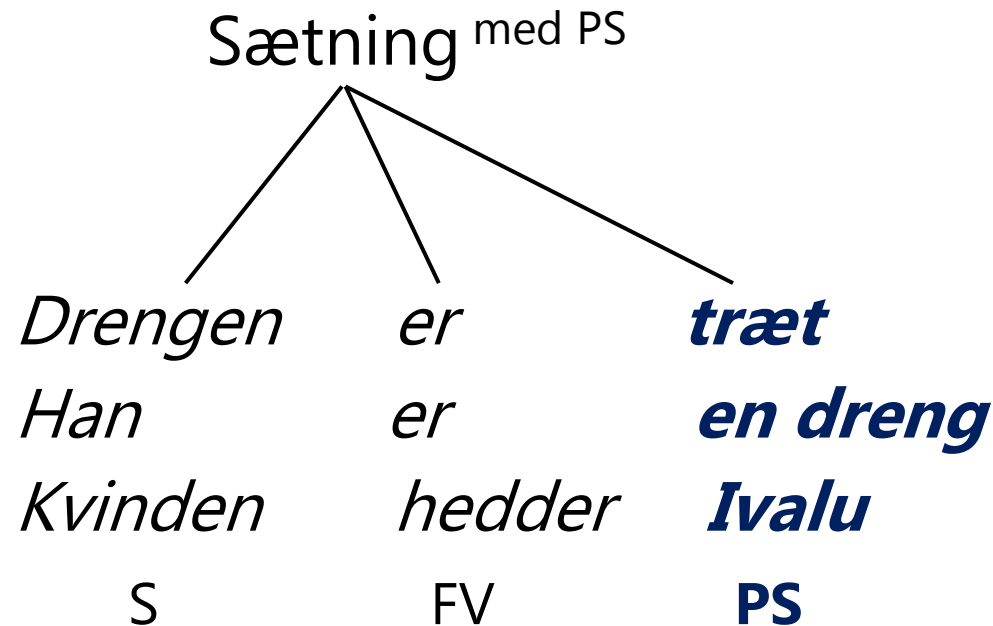 Sætning med PS
Drengen er træt
Han er en dreng
Kvinden hedder Ivalu
S FV PS